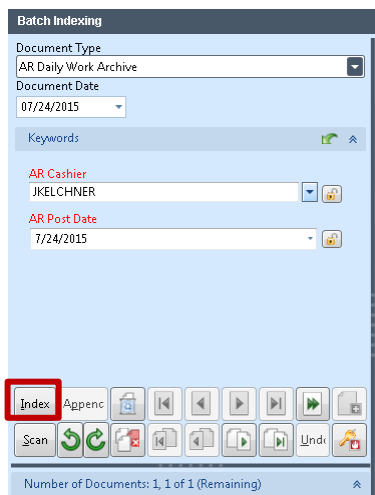 Batch Indexing
Document Type
AR Daily Work Archive
Document Date
07/24/2015
Keywords
AR Cashier
JKELCHNER
AR Post Date
7/24/2015
Index Appenc
Scan Und
Number of Documents: 1, 1 of 1 (Remaining)